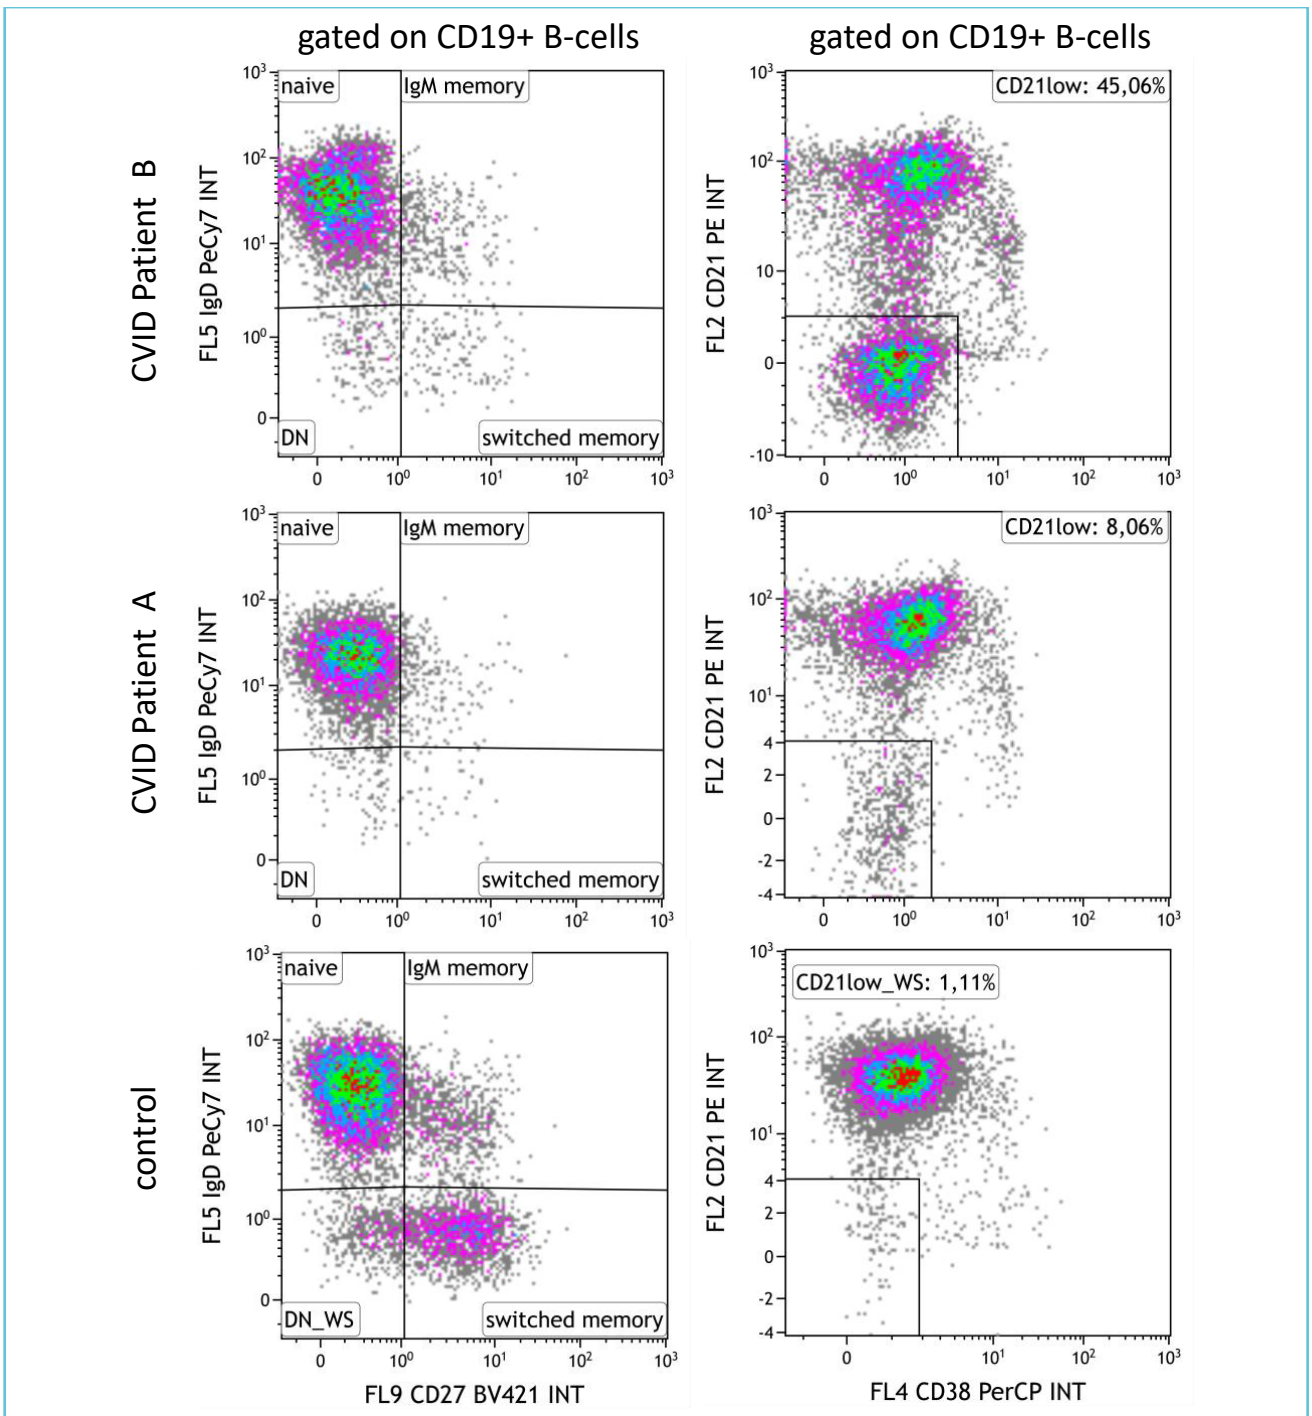 gated on CD19+ B-cells
gated on CD19+ B-cells
CVID Patient B
FL5 IgD PeCy7 INT
10³
10²
10¹
10⁰
0
naive
IgM memory
DN
switched memory
0 10⁰ 10¹ 10² 10³
FL2 CD21 PE INT
10³
10²
10
0
-10
CD21low: 45,06%
0 10⁰ 10¹ 10² 10³
CVID Patient A
FL5 IgD PeCy7 INT
10³
10²
10¹
10⁰
0
naive
IgM memory
DN
switched memory
0 10⁰ 10¹ 10² 10³
FL2 CD21 PE INT
10³
10²
10¹
4
2
0
-2
-4
CD21low: 8,06%
0 10⁰ 10¹ 10² 10³
control
FL5 IgD PeCy7 INT
10³
10²
10¹
10⁰
0
naive
IgM memory
DN_WS
switched memory
0 10⁰ 10¹ 10² 10³
FL9 CD27 BV421 INT
FL2 CD21 PE INT
10³
10²
10¹
4
2
0
-2
-4
CD21low_WS: 1,11%
0 10¹ 10² 10³
FL4 CD38 PerCP INT